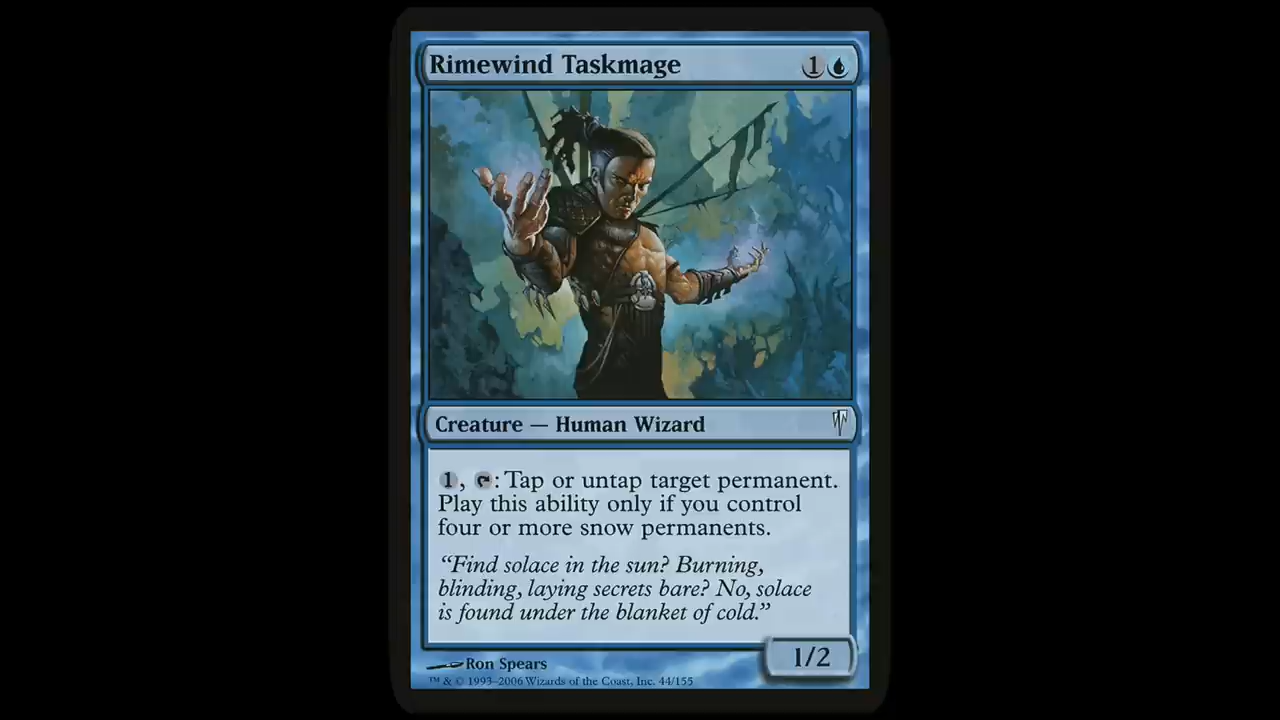 Rimewind Taskmage
1
Creature — Human Wizard
1, : Tap or untap target permanent.
Play this ability only if you control
four or more snow permanents.
“Find solace in the sun? Burning,
blinding, laying secrets bare? No, solace
is found under the blanket of cold.”
1/2
Ron Spears
™ & © 1993–2006 Wizards of the Coast, Inc. 44/155